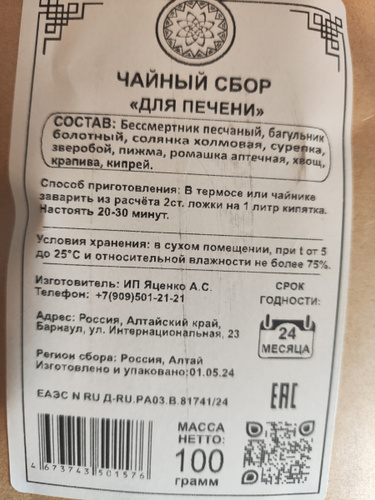 ЧАЙНЫЙ СБОР
«ДЛЯ ПЕЧЕНИ»
СОСТАВ: Бессмертник песчаный, багульник
болотный, солянка холмовая, сурепка,
зверобой, пижма, ромашка аптечная, хвощ,
крапива, кипрей.
Способ приготовления: В термосе или чайнике
заварить из расчёта 2ст. ложки на 1 литр кипятка.
Настоять 20-30 минут.
Условия хранения: в сухом помещении, при t от 5
до 25°C и относительной влажности не более 75%.
Изготовитель: ИП Яценко А.С.
Телефон: +7(909)501-21-21
СРОК
ГОДНОСТИ:
24
МЕСЯЦА
Адрес: Россия, Алтайский край,
Барнаул, ул. Интернациональная, 23
Регион сбора: Россия, Алтай
Изготовлено и упаковано:01.05.24
ЕАЭС N RU Д-RU.РА03.В.81741/24
EAC
МАССА
НЕТТО:
100
грамм
4 673743 501576